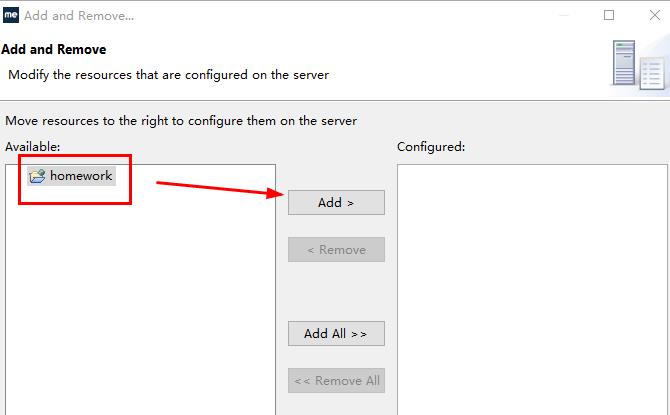 me Add and Remove...
Add and Remove
Modify the resources that are configured on the server
Move resources to the right to configure them on the server
Available:
Configured:
homework
Add >
< Remove
Add All >>
<< Remove All